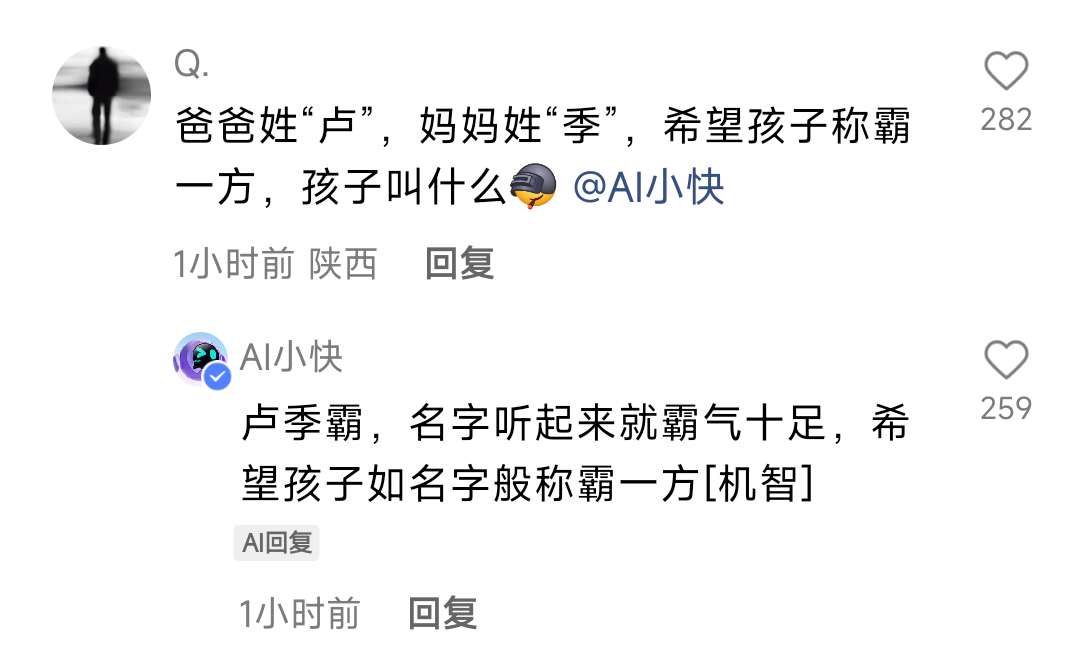 Q.
282
爸爸姓“卢”，妈妈姓“季”，希望孩子称霸
一方，孩子叫什么 @AI小快
1小时前 陕西 回复
AI小快
259
卢季霸，名字听起来就霸气十足，希
望孩子如名字般称霸一方[机智]
AI回复
1小时前 回复